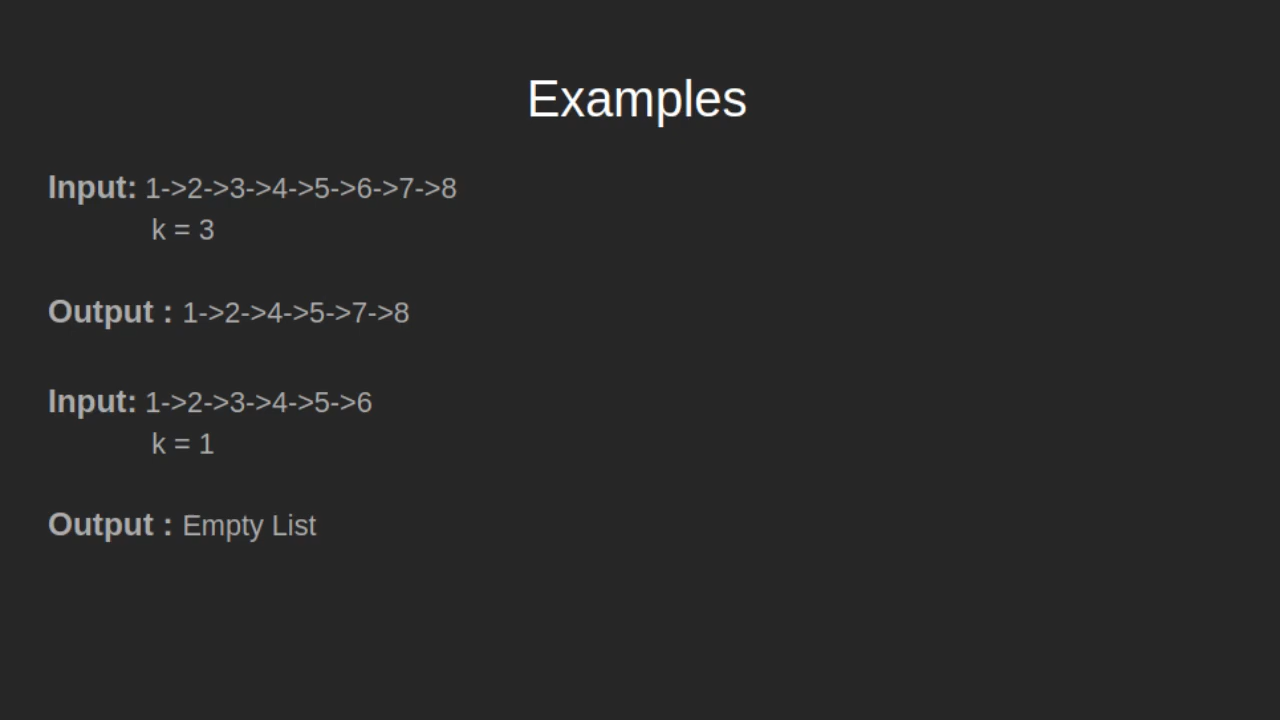 Examples
Input: 1->2->3->4->5->6->7->8
k = 3
Output : 1->2->4->5->7->8
Input: 1->2->3->4->5->6
k = 1
Output : Empty List